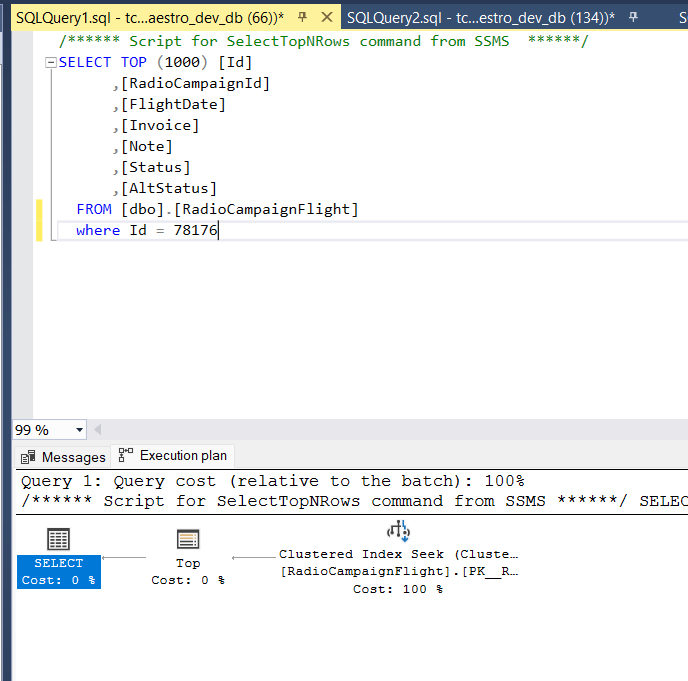 SQLQuery1.sql - tc...aestro_dev_db (66))* SQLQuery2.sql - tc...estro_dev_db (134))* S
/****** Script for SelectTopNRows command from SSMS  ******/
SELECT TOP (1000) [Id]
,[RadioCampaignId]
,[FlightDate]
,[Invoice]
,[Note]
,[Status]
,[AltStatus]
FROM [dbo].[RadioCampaignFlight]
where Id = 78176
99 %
Messages Execution plan
Query 1: Query cost (relative to the batch): 100%
/****** Script for SelectTopNRows command from SSMS ******/ SELEC
SELECT
Cost: 0 %
Top
Cost: 0 %
Clustered Index Seek (Cluste...
[RadioCampaignFlight].[PK__R...
Cost: 100 %